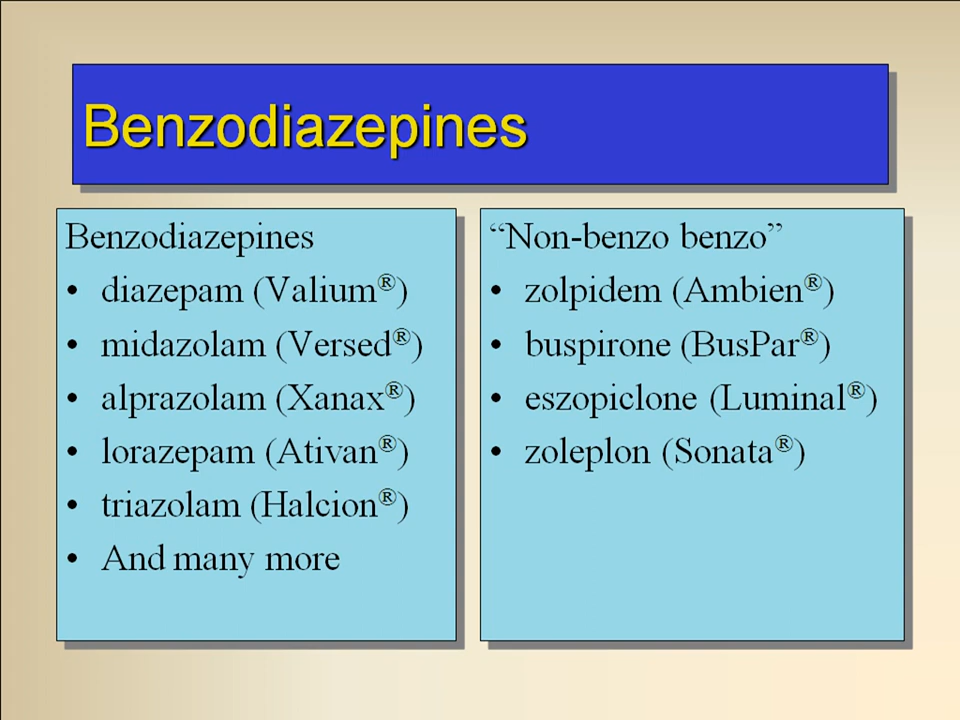 Benzodiazepines
Benzodiazepines
• diazepam (Valium®)
• midazolam (Versed®)
• alprazolam (Xanax®)
• lorazepam (Ativan®)
• triazolam (Halcion®)
• And many more
“Non-benzo benzo”
• zolpidem (Ambien®)
• buspirone (BusPar®)
• eszopiclone (Luminal®)
• zoleplon (Sonata®)